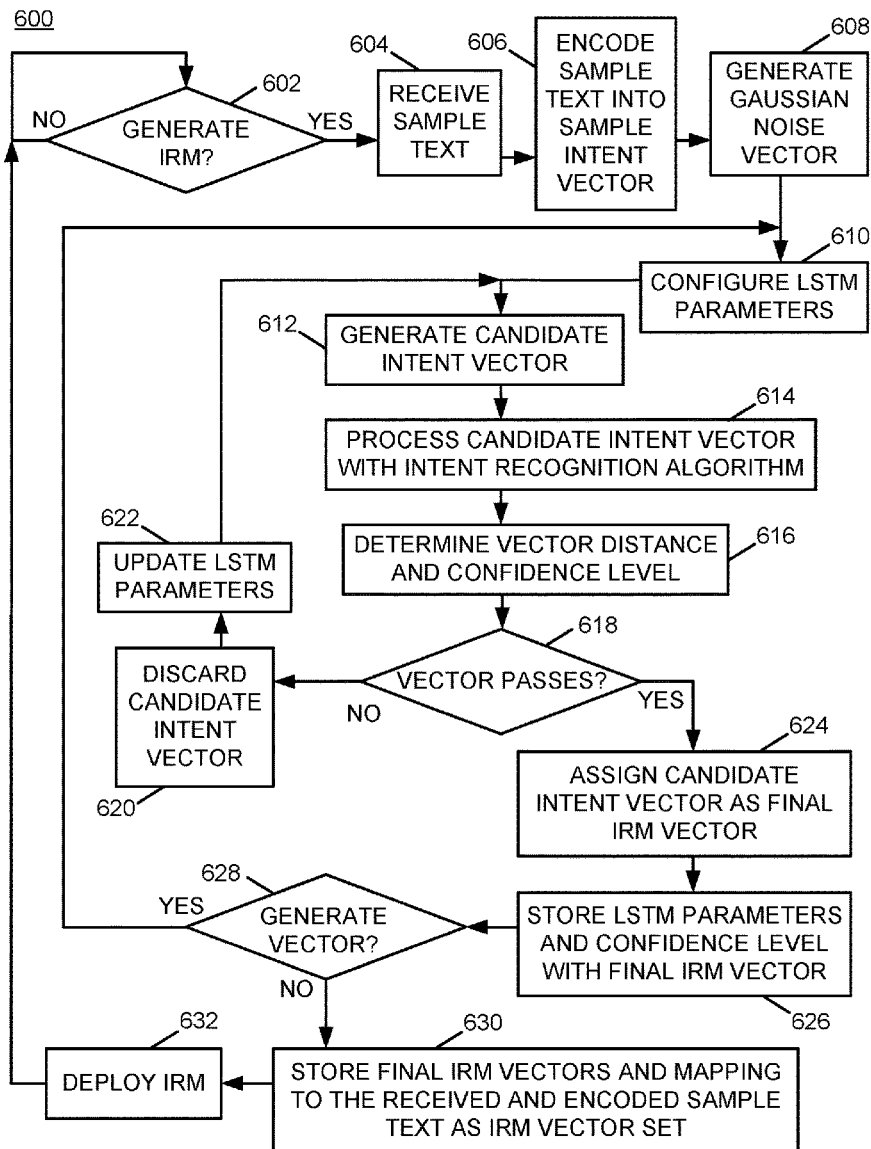 600
602
GENERATE
IRM?
NO
YES
604
RECEIVE
SAMPLE
TEXT
606
ENCODE
SAMPLE
TEXT INTO
SAMPLE
INTENT
VECTOR
608
GENERATE
GAUSSIAN
NOISE
VECTOR
610
CONFIGURE LSTM
PARAMETERS
612
GENERATE CANDIDATE
INTENT VECTOR
614
PROCESS CANDIDATE INTENT VECTOR
WITH INTENT RECOGNITION ALGORITHM
616
DETERMINE VECTOR DISTANCE
AND CONFIDENCE LEVEL
618
VECTOR PASSES?
NO
YES
622
UPDATE LSTM
PARAMETERS
DISCARD
CANDIDATE
INTENT
VECTOR
620
624
ASSIGN CANDIDATE
INTENT VECTOR AS FINAL
IRM VECTOR
STORE LSTM PARAMETERS
AND CONFIDENCE LEVEL
WITH FINAL IRM VECTOR
626
628
GENERATE
VECTOR?
YES
NO
630
STORE FINAL IRM VECTORS AND MAPPING
TO THE RECEIVED AND ENCODED SAMPLE
TEXT AS IRM VECTOR SET
632
DEPLOY IRM